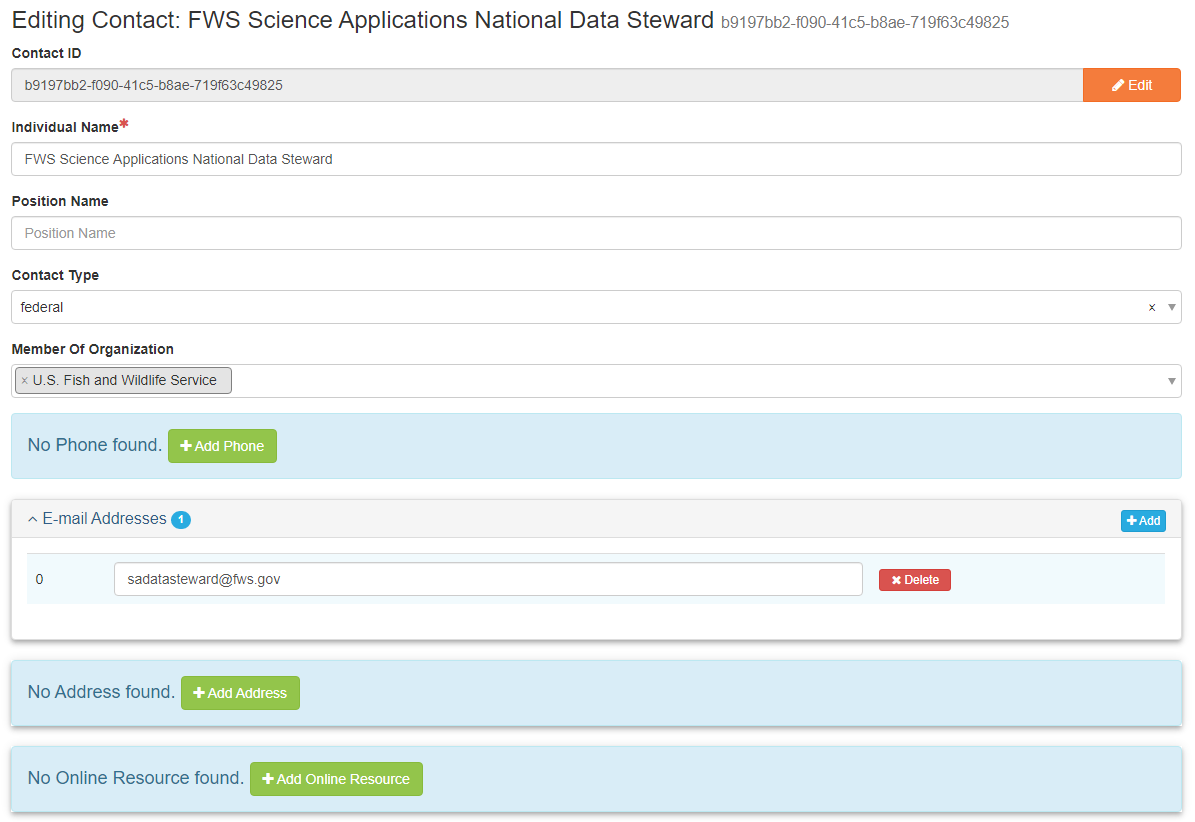 Editing Contact: FWS Science Applications National Data Steward b9197bb2-f090-41c5-b8ae-719f63c49825
Contact ID
b9197bb2-f090-41c5-b8ae-719f63c49825 Edit
Individual Name*
FWS Science Applications National Data Steward
Position Name
Position Name
Contact Type
federal × ▼
Member Of Organization
× U.S. Fish and Wildlife Service ▼
No Phone found. + Add Phone
E-mail Addresses 1 + Add
0 sadatasteward@fws.gov × Delete
No Address found. + Add Address
No Online Resource found. + Add Online Resource